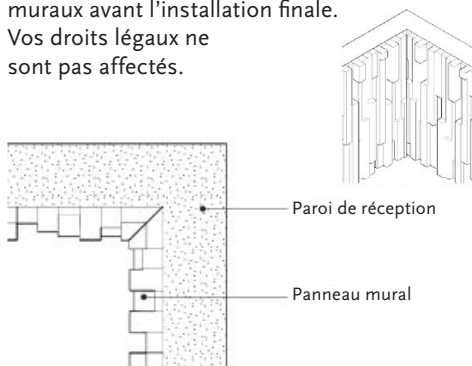 muraux avant l'installation finale.
Vos droits légaux ne
sont pas affectés.
Paroi de réception
Panneau mural